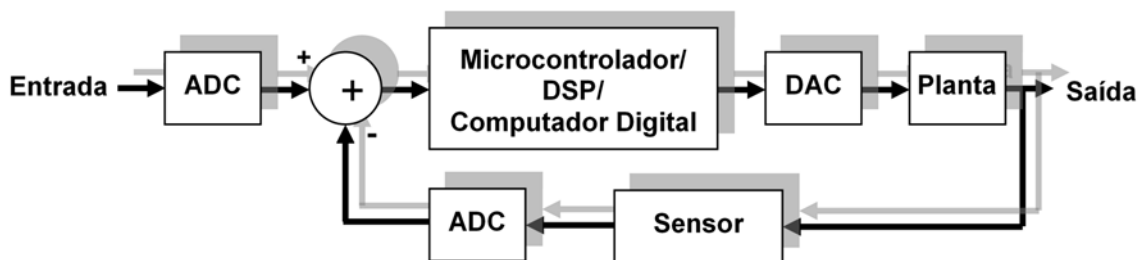 Entrada
ADC
+
+
Microcontrolador/
DSP/
Computador Digital
DAC
Planta
Saída
-
ADC
Sensor